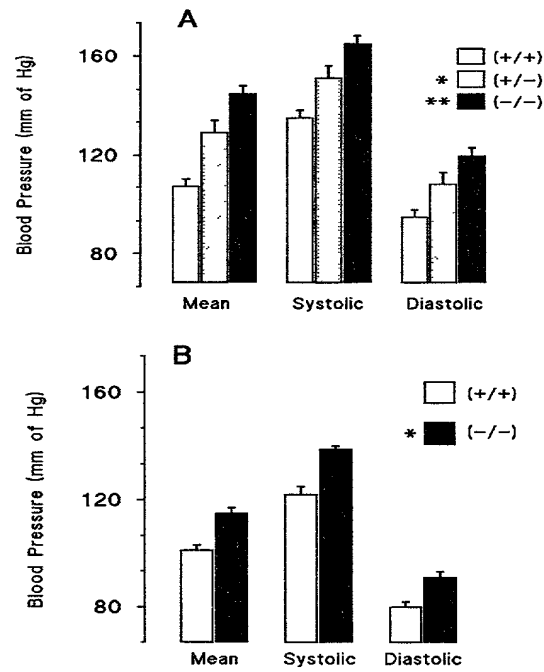 A
160
120
80
Blood Pressure (mm of Hg)
(+/+)
* (+/−)
** (−/−)
Mean Systolic Diastolic
B
160
120
80
Blood Pressure (mm of Hg)
(+/+)
* (−/−)
Mean Systolic Diastolic